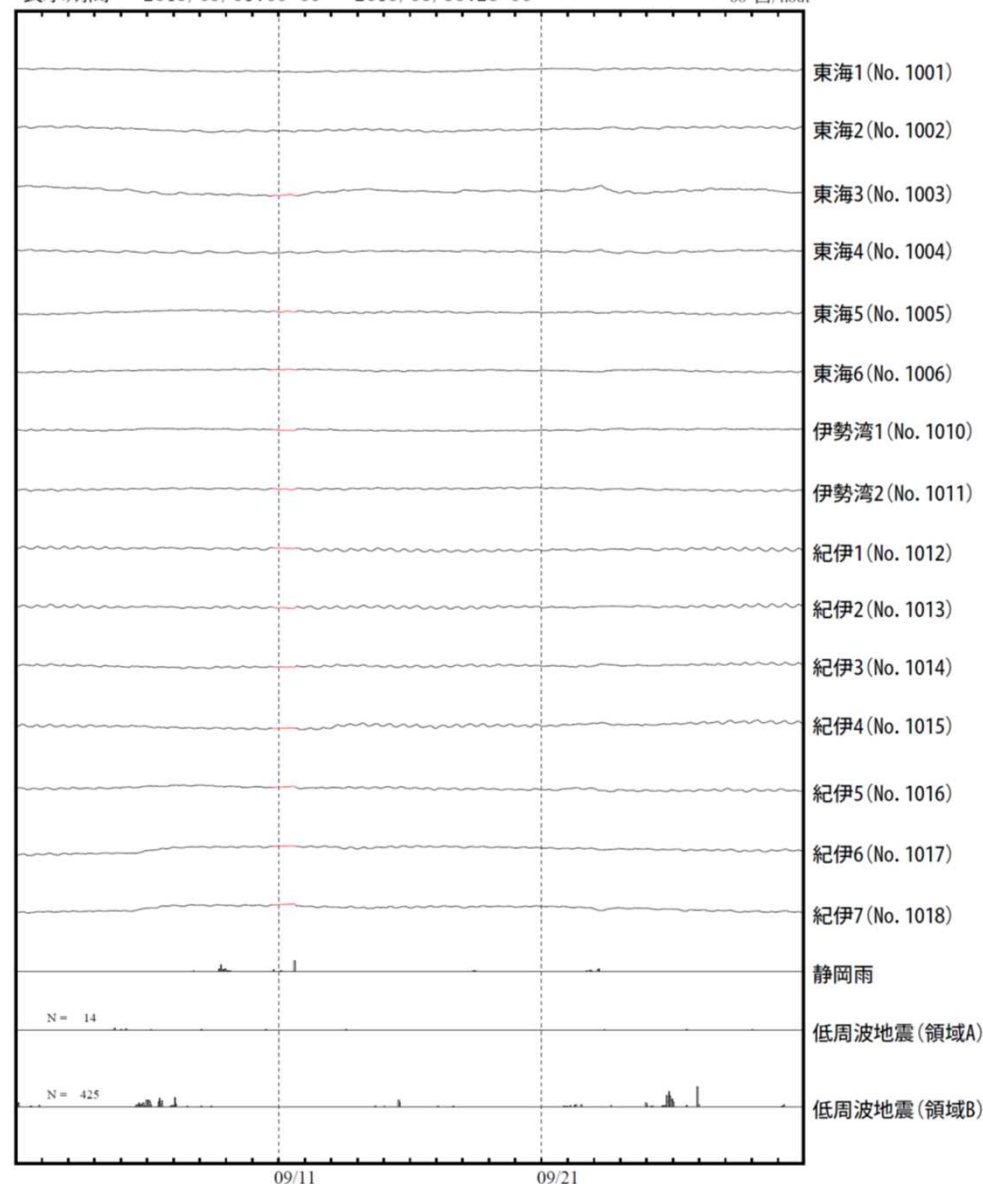 東海1(No. 1001)
東海2(No. 1002)
東海3(No. 1003)
東海4(No. 1004)
東海5(No. 1005)
東海6(No. 1006)
伊勢湾1(No. 1010)
伊勢湾2(No. 1011)
紀伊1(No. 1012)
紀伊2(No. 1013)
紀伊3(No. 1014)
紀伊4(No. 1015)
紀伊5(No. 1016)
紀伊6(No. 1017)
紀伊7(No. 1018)
静岡雨
N = 14
低周波地震(領域A)
N = 425
低周波地震(領域B)
09/11 09/21